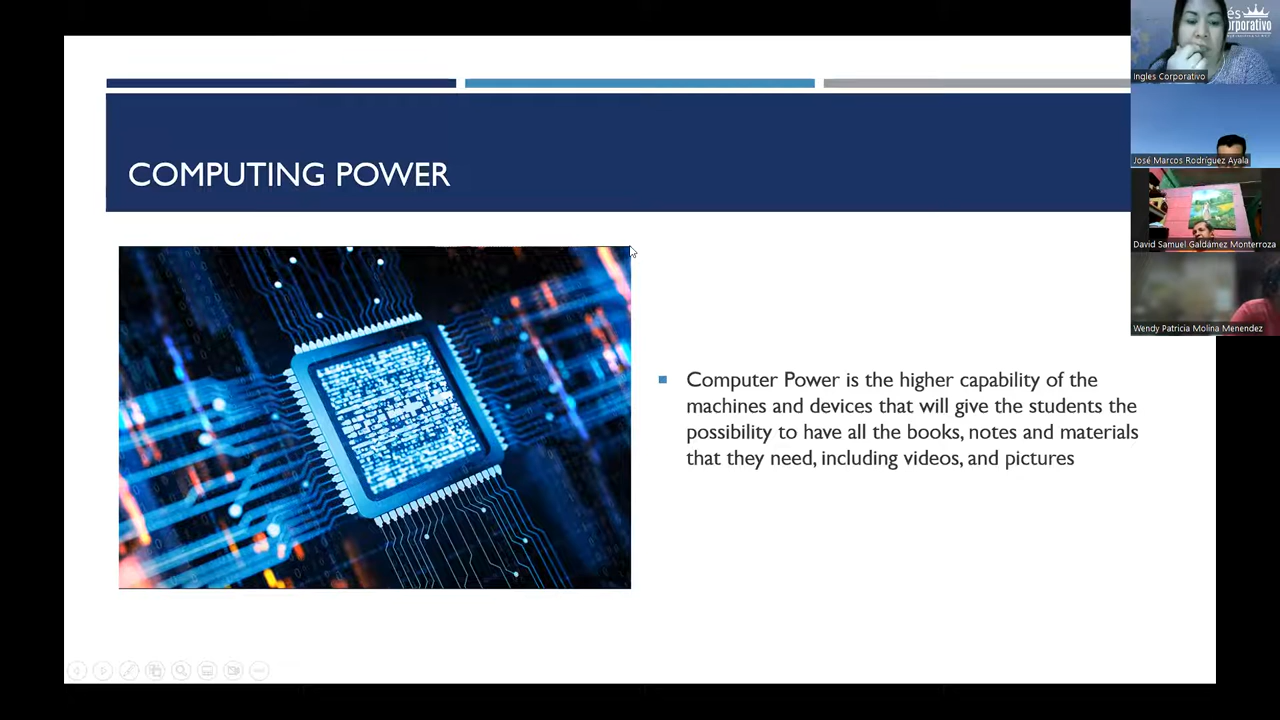 COMPUTING POWER
Computer Power is the higher capability of the
machines and devices that will give the students the
possibility to have all the books, notes and materials
that they need, including videos, and pictures
és
orporativo
Ingles Corporativo
José Marcos Rodríguez Ayala
David Samuel Galdámez Monterroza
Wendy Patricia Molina Menendez